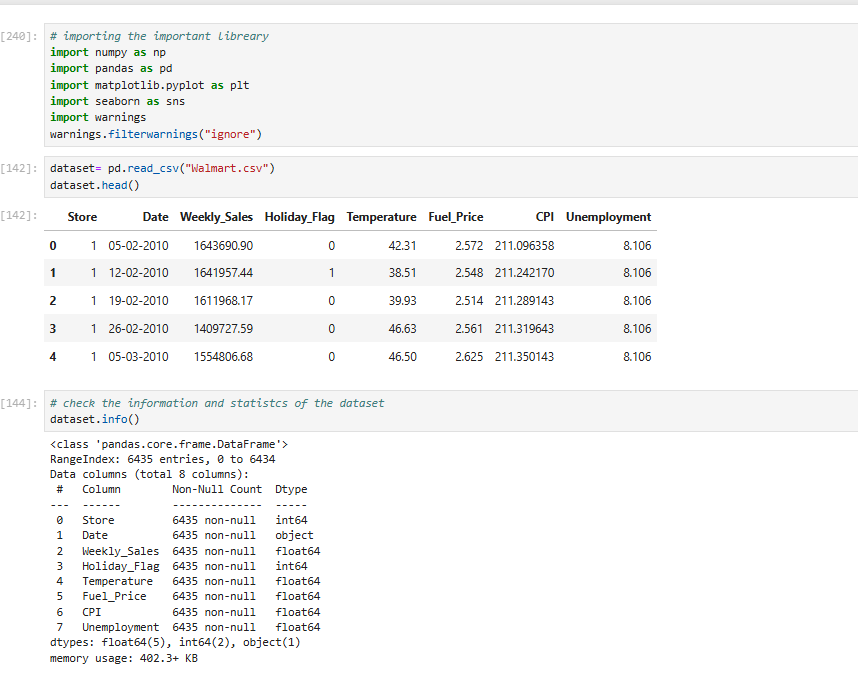 [240]: # importing the important libreary
import numpy as np
import pandas as pd
import matplotlib.pyplot as plt
import seaborn as sns
import warnings
warnings.filterwarnings("ignore")
[142]: dataset= pd.read_csv("Walmart.csv")
dataset.head()
[142]: Store Date Weekly_Sales Holiday_Flag Temperature Fuel_Price CPI Unemployment
0 1 05-02-2010 1643690.90 0 42.31 2.572 211.096358 8.106
1 1 12-02-2010 1641957.44 1 38.51 2.548 211.242170 8.106
2 1 19-02-2010 1611968.17 0 39.93 2.514 211.289143 8.106
3 1 26-02-2010 1409727.59 0 46.63 2.561 211.319643 8.106
4 1 05-03-2010 1554806.68 0 46.50 2.625 211.350143 8.106
[144]: # check the information and statistcs of the dataset
dataset.info()
<class 'pandas.core.frame.DataFrame'>
RangeIndex: 6435 entries, 0 to 6434
Data columns (total 8 columns):
# Column Non-Null Count Dtype
--- ------ -------------- -----
0 Store 6435 non-null int64
1 Date 6435 non-null object
2 Weekly_Sales 6435 non-null float64
3 Holiday_Flag 6435 non-null int64
4 Temperature 6435 non-null float64
5 Fuel_Price 6435 non-null float64
6 CPI 6435 non-null float64
7 Unemployment 6435 non-null float64
dtypes: float64(5), int64(2), object(1)
memory usage: 402.3+ KB